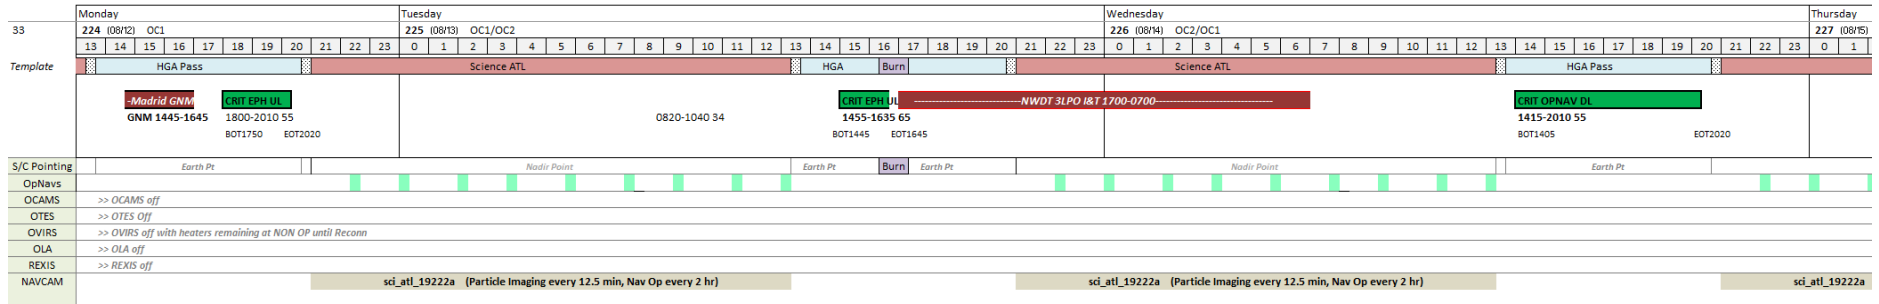 Monday Tuesday Wednesday Thursday
33 224 (08/12) OC1 225 (08/13) OC1/OC2 226 (08/14) OC2/OC1 227 (08/15)
13 14 15 16 17 18 19 20 21 22 23 0 1 2 3 4 5 6 7 8 9 10 11 12 13 14 15 16 17 18 19 20 21 22 23 0 1 2 3 4 5 6 7 8 9 10 11 12 13 14 15 16 17 18 19 20 21 22 23 0 1
Template HGA Pass Science ATL HGA Burn Science ATL HGA Pass
-Madrid GNM CRIT EPH UL CRIT EPH UL -NWDT 3LPO I&T 1700-0700- CRIT OPNAV DL
GNM 1445-1645 1800-2010 55 0820-1040 34 1455-1635 65 1415-2010 55
BOT1750 EOT2020 BOT1445 EOT1645 BOT1405 EOT2020
S/C Pointing Earth Pt Nadir Point Earth Pt Burn Earth Pt Nadir Point Earth Pt
OpNavs
OCAMS >> OCAMS off
OTES >> OTES Off
OVIRS >> OVIRS off with heaters remaining at NON OP until Reconn
OLA >> OLA off
REXIS >> REXIS off
NAVCAM sci_atl_19222a (Particle Imaging every 12.5 min, Nav Op every 2 hr) sci_atl_19222a (Particle Imaging every 12.5 min, Nav Op every 2 hr) sci_atl_19222a